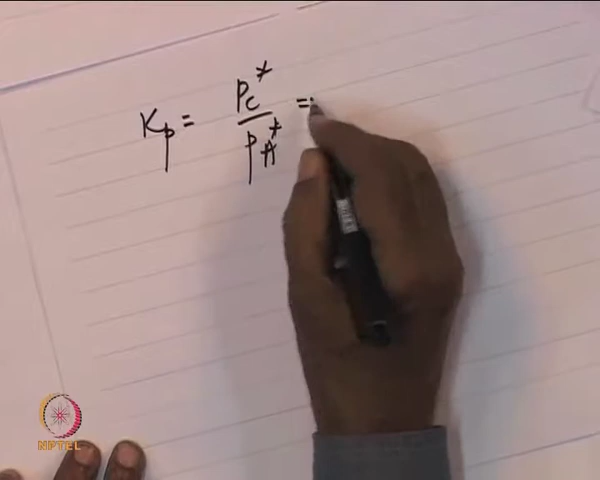 Kp = pc* / pA* =
NPTEL